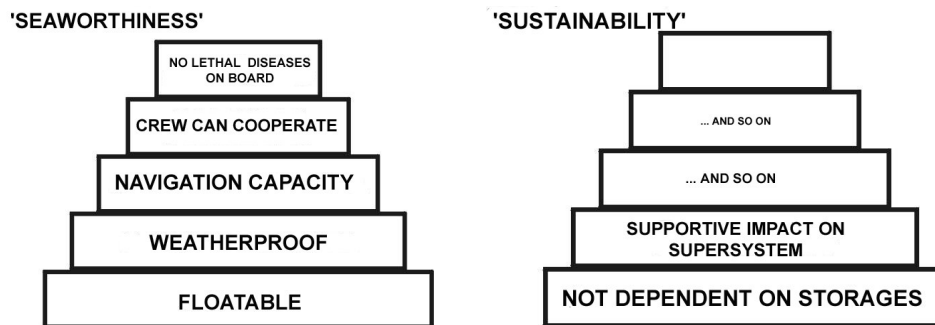 'SEAWORTHINESS'
NO LETHAL DISEASES
ON BOARD
CREW CAN COOPERATE
NAVIGATION CAPACITY
WEATHERPROOF
FLOATABLE
'SUSTAINABILITY'
... AND SO ON
... AND SO ON
SUPPORTIVE IMPACT ON
SUPERSYSTEM
NOT DEPENDENT ON STORAGES